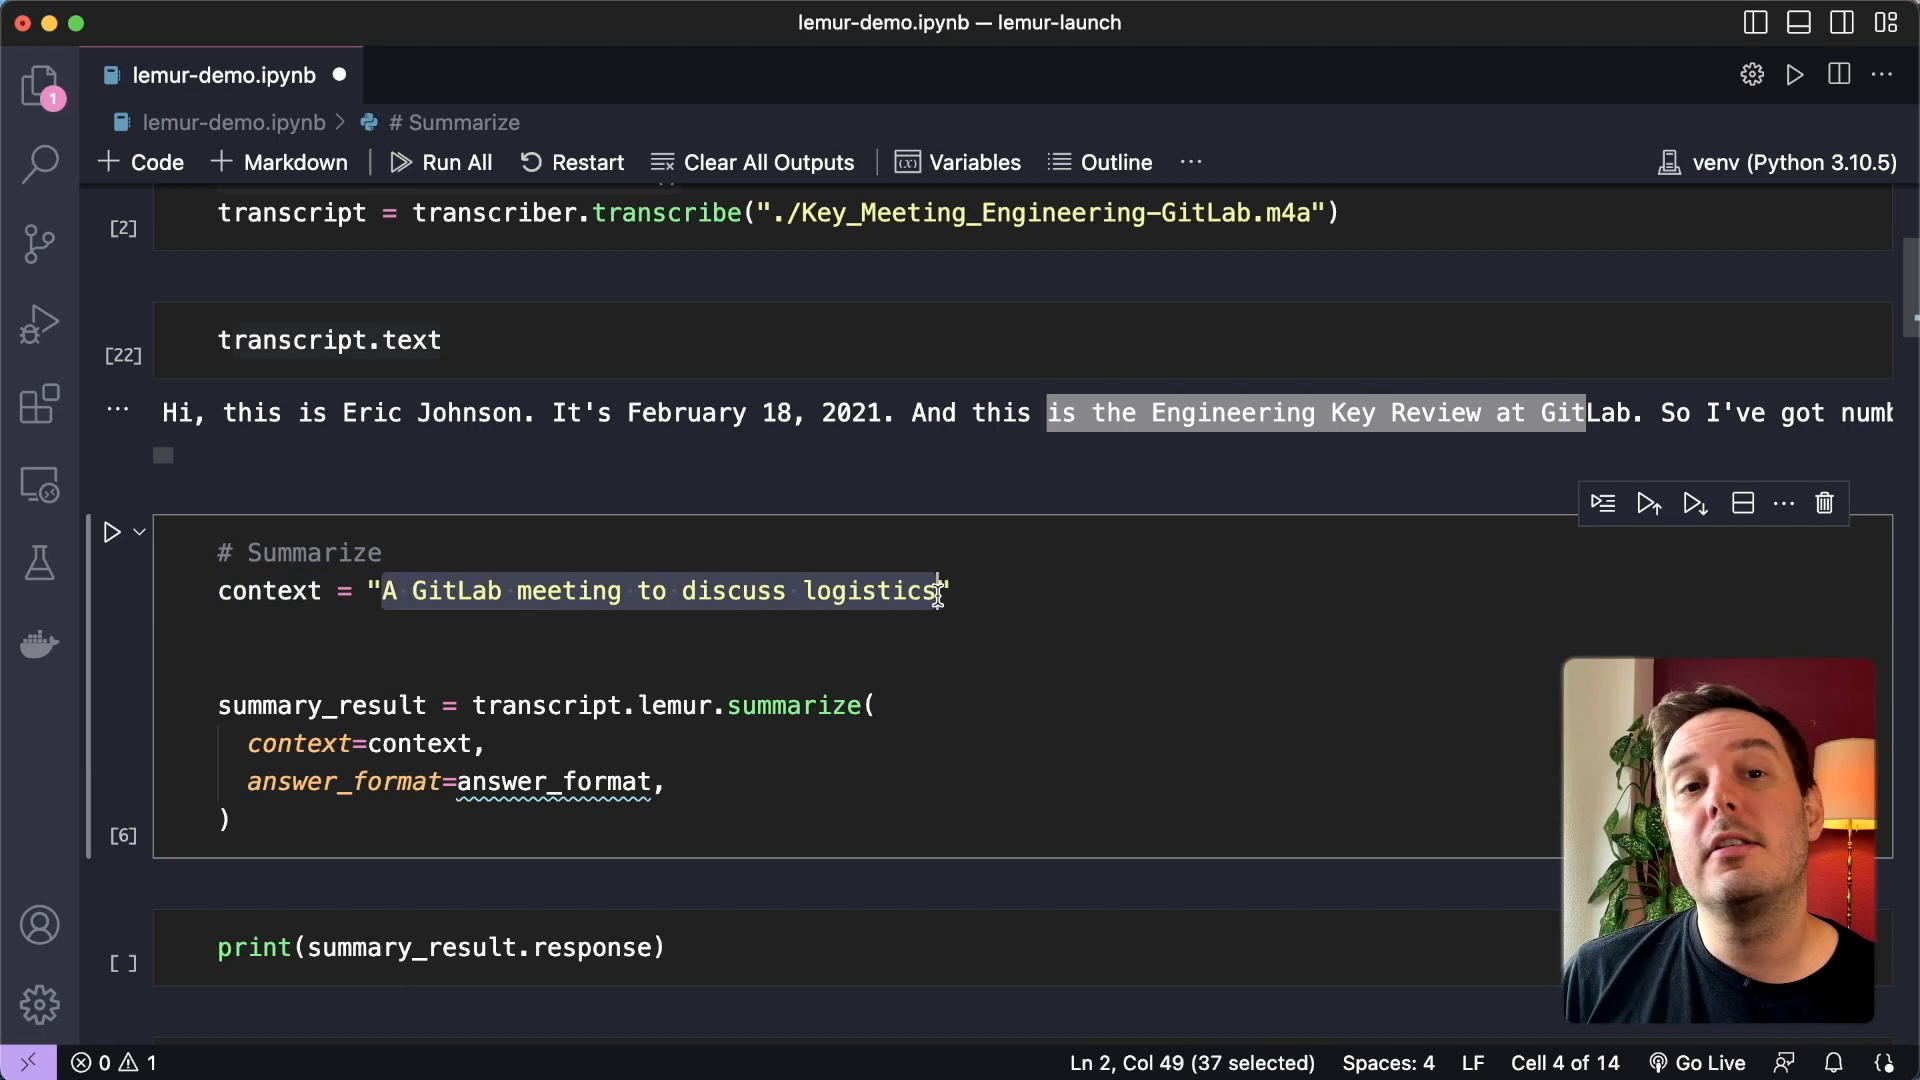 lemur-demo.ipynb — lemur-launch
lemur-demo.ipynb
1
lemur-demo.ipynb > # Summarize
+ Code + Markdown | Run All Restart Clear All Outputs | Variables Outline ··· venv (Python 3.10.5)
[2] transcript = transcriber.transcribe("./Key_Meeting_Engineering-GitLab.m4a")
transcript.text
[22]
··· Hi, this is Eric Johnson. It's February 18, 2021. And this is the Engineering Key Review at GitLab. So I've got numb
# Summarize
context = "A GitLab meeting to discuss logistics"
summary_result = transcript.lemur.summarize(
context=context,
answer_format=answer_format,
)
[6]
print(summary_result.response)
[ ]
0 1 Ln 2, Col 49 (37 selected) Spaces: 4 LF Cell 4 of 14 Go Live